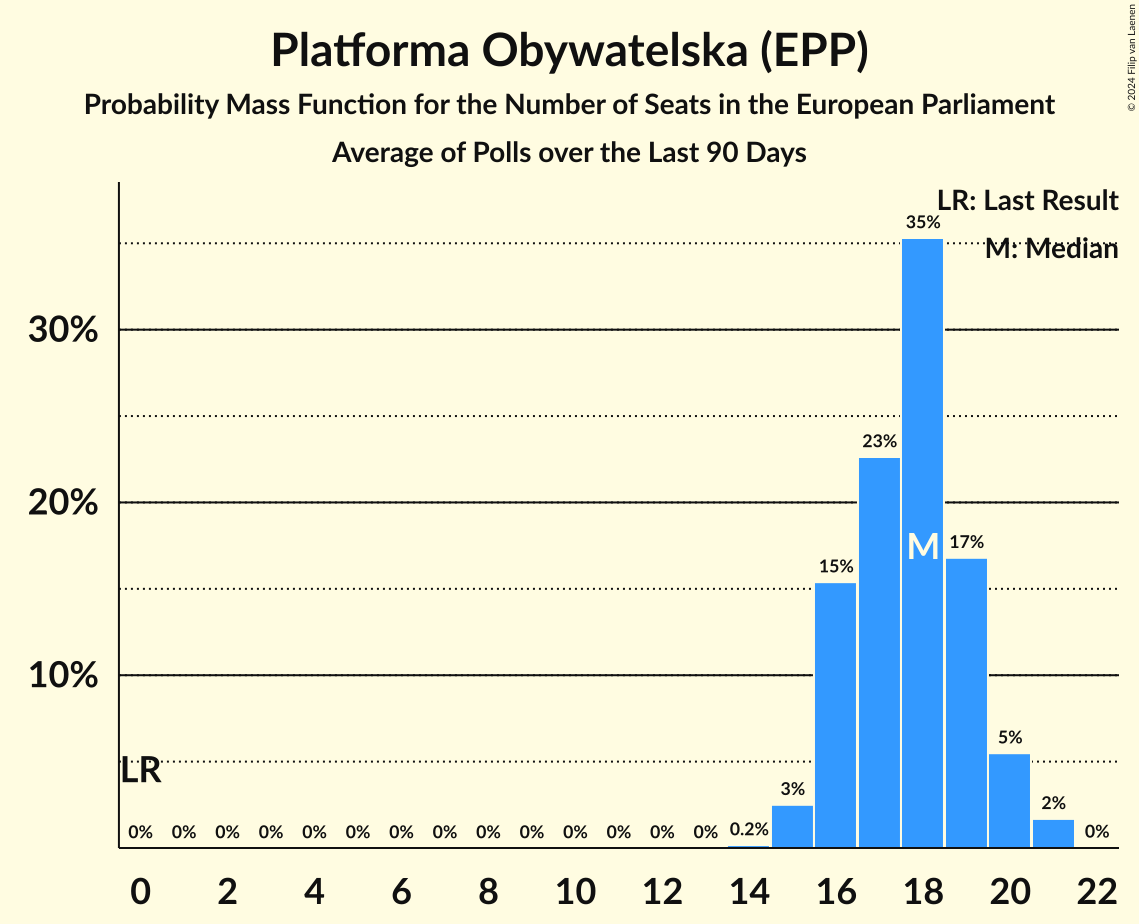 Platforma Obywatelska (EPP)
Probability Mass Function for the Number of Seats in the European Parliament
Average of Polls over the Last 90 Days
© 2024 Filip van Laenen
LR: Last Result
M: Median
35%
30%
23%
20%
M
17%
15%
10%
5%
LR
3%
2%
0% 0% 0% 0% 0% 0% 0% 0% 0% 0% 0% 0% 0% 0% 0.2% 0%
0 2 4 6 8 10 12 14 16 18 20 22